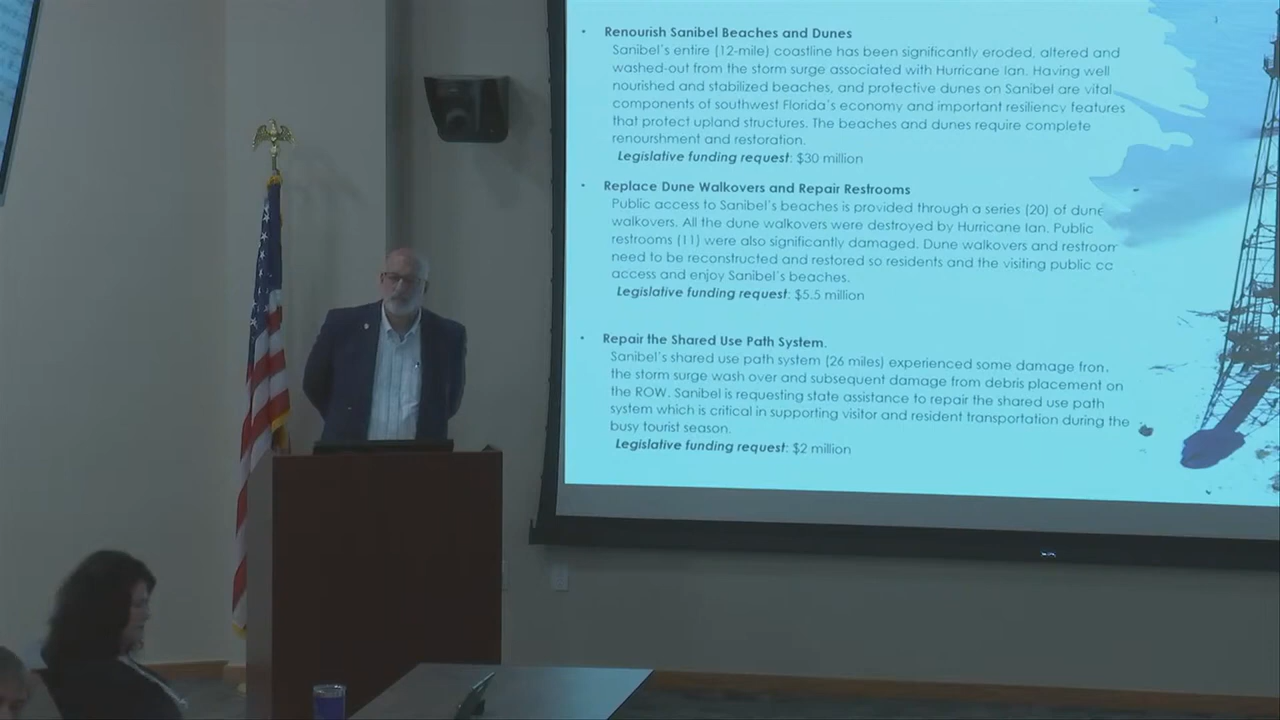 • Renourish Sanibel Beaches and Dunes
Sanibel's entire (12-mile) coastline has been significantly eroded, altered and
washed-out from the storm surge associated with Hurricane Ian. Having well
nourished and stabilized beaches, and protective dunes on Sanibel are vital
components of southwest Florida's economy and important resiliency features
that protect upland structures. The beaches and dunes require complete
renourshment and restoration.
Legislative funding request: $30 million
• Replace Dune Walkovers and Repair Restrooms
Public access to Sanibel's beaches is provided through a series (20) of dune
walkovers. All the dune walkovers were destroyed by Hurricane Ian. Public
restrooms (11) were also significantly damaged. Dune walkovers and restroom
need to be reconstructed and restored so residents and the visiting public
access and enjoy Sanibel's beaches.
Legislative funding request: $5.5 million
• Repair the Shared Use Path System.
Sanibel's shared use path system (26 miles) experienced some damage from
the storm surge wash over and subsequent damage from debris placement on
the ROW. Sanibel is requesting state assistance to repair the shared use path
system which is critical in supporting visitor and resident transportation during the
busy tourist season.
Legislative funding request: $2 million